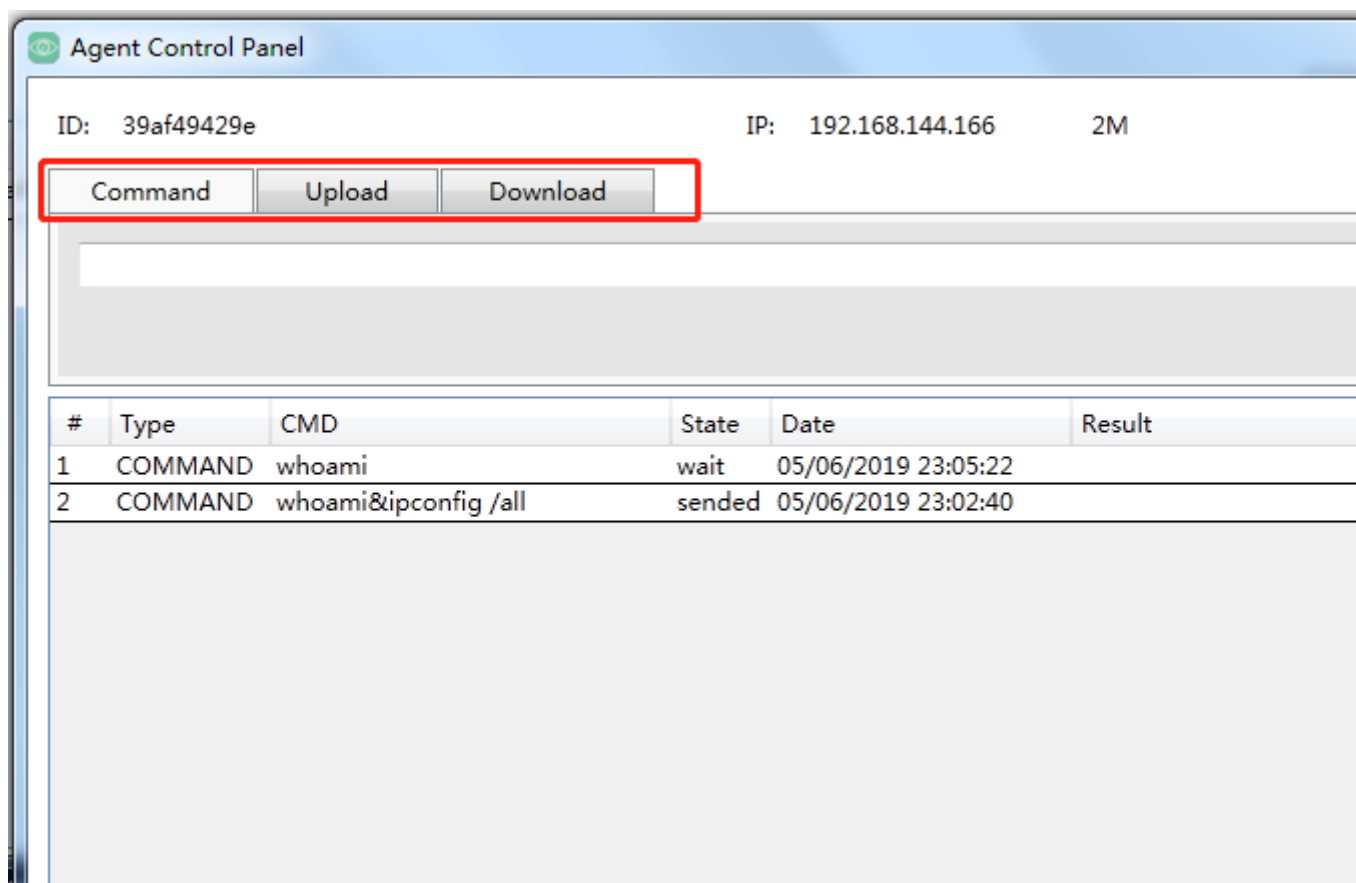 Agent Control Panel
ID: 39af49429e IP: 192.168.144.166 2M
Command Upload Download
# Type CMD State Date Result
1 COMMAND whoami wait 05/06/2019 23:05:22
2 COMMAND whoami&ipconfig /all sended 05/06/2019 23:02:40